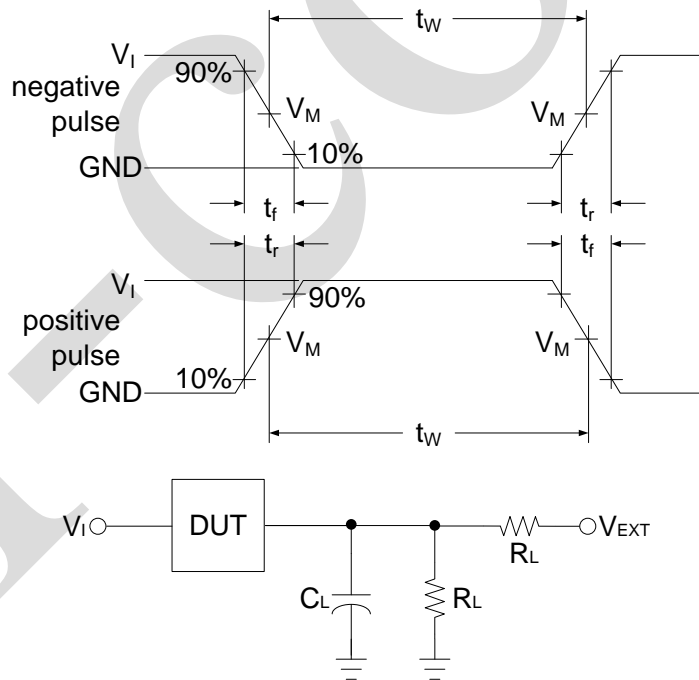 tW
VI
90%
negative
pulse
VM
VM
10%
GND
tf
tr
tr
tf
VI
90%
positive
pulse
VM
VM
10%
GND
tW
VI
DUT
VEXT
RL
CL
RL